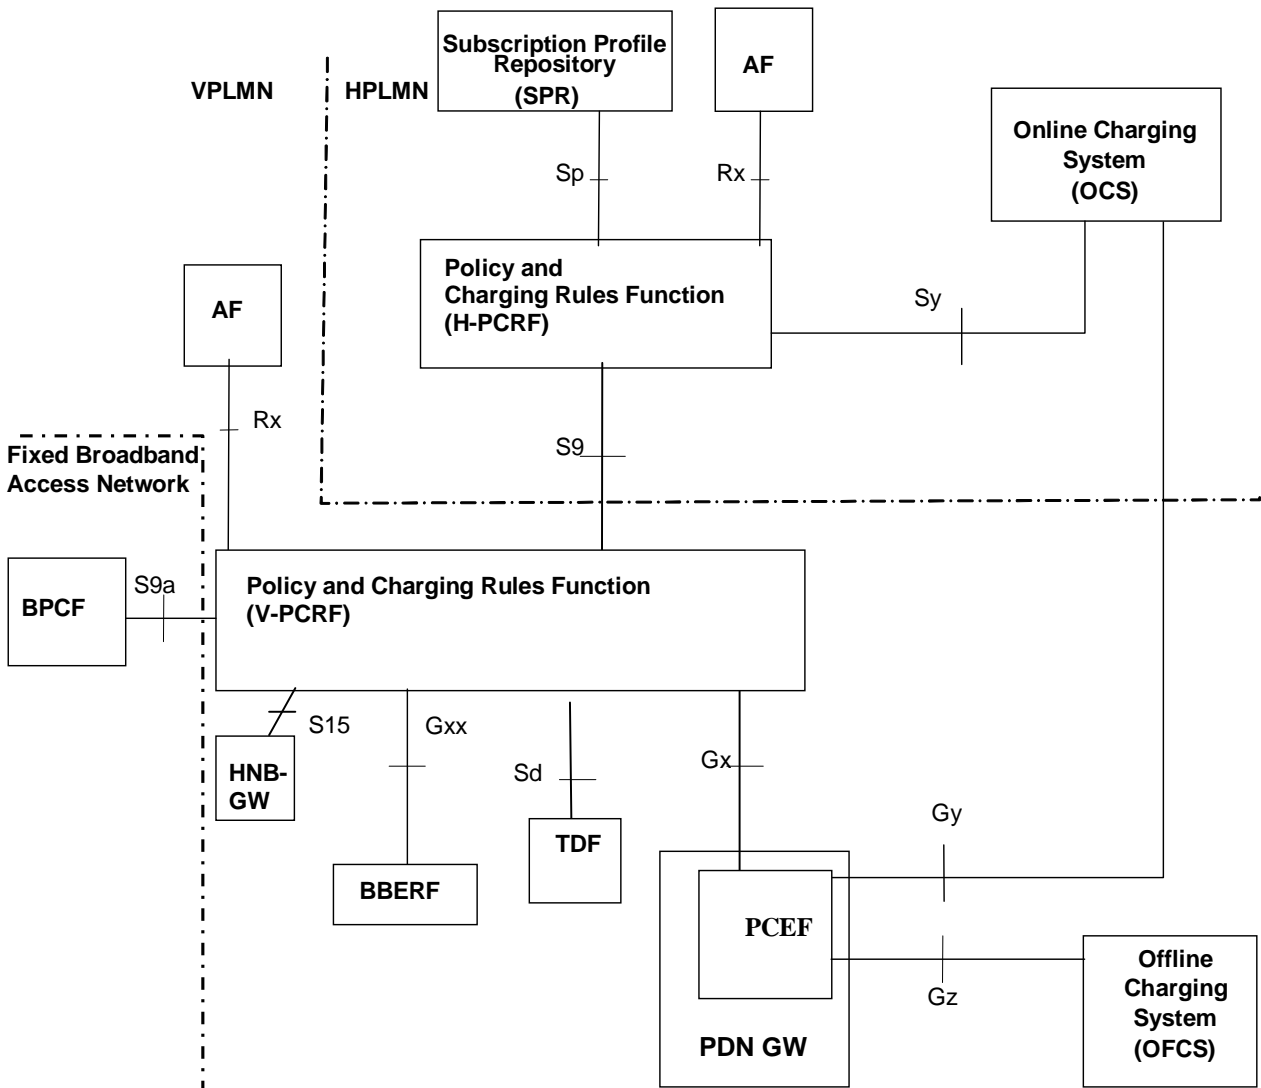 Subscription Profile
Repository
(SPR)
AF
VPLMN
HPLMN
Online Charging
System
(OCS)
Sp
Rx
Policy and
Charging Rules Function
(H-PCRF)
Sy
AF
Rx
S9
Fixed Broadband
Access Network
S9a
BPCF
Policy and Charging Rules Function
(V-PCRF)
S15
Gxx
Sd
Gx
HNB-
GW
TDF
BBERF
Gy
PCEF
Gz
PDN GW
Offline
Charging
System
(OFCS)